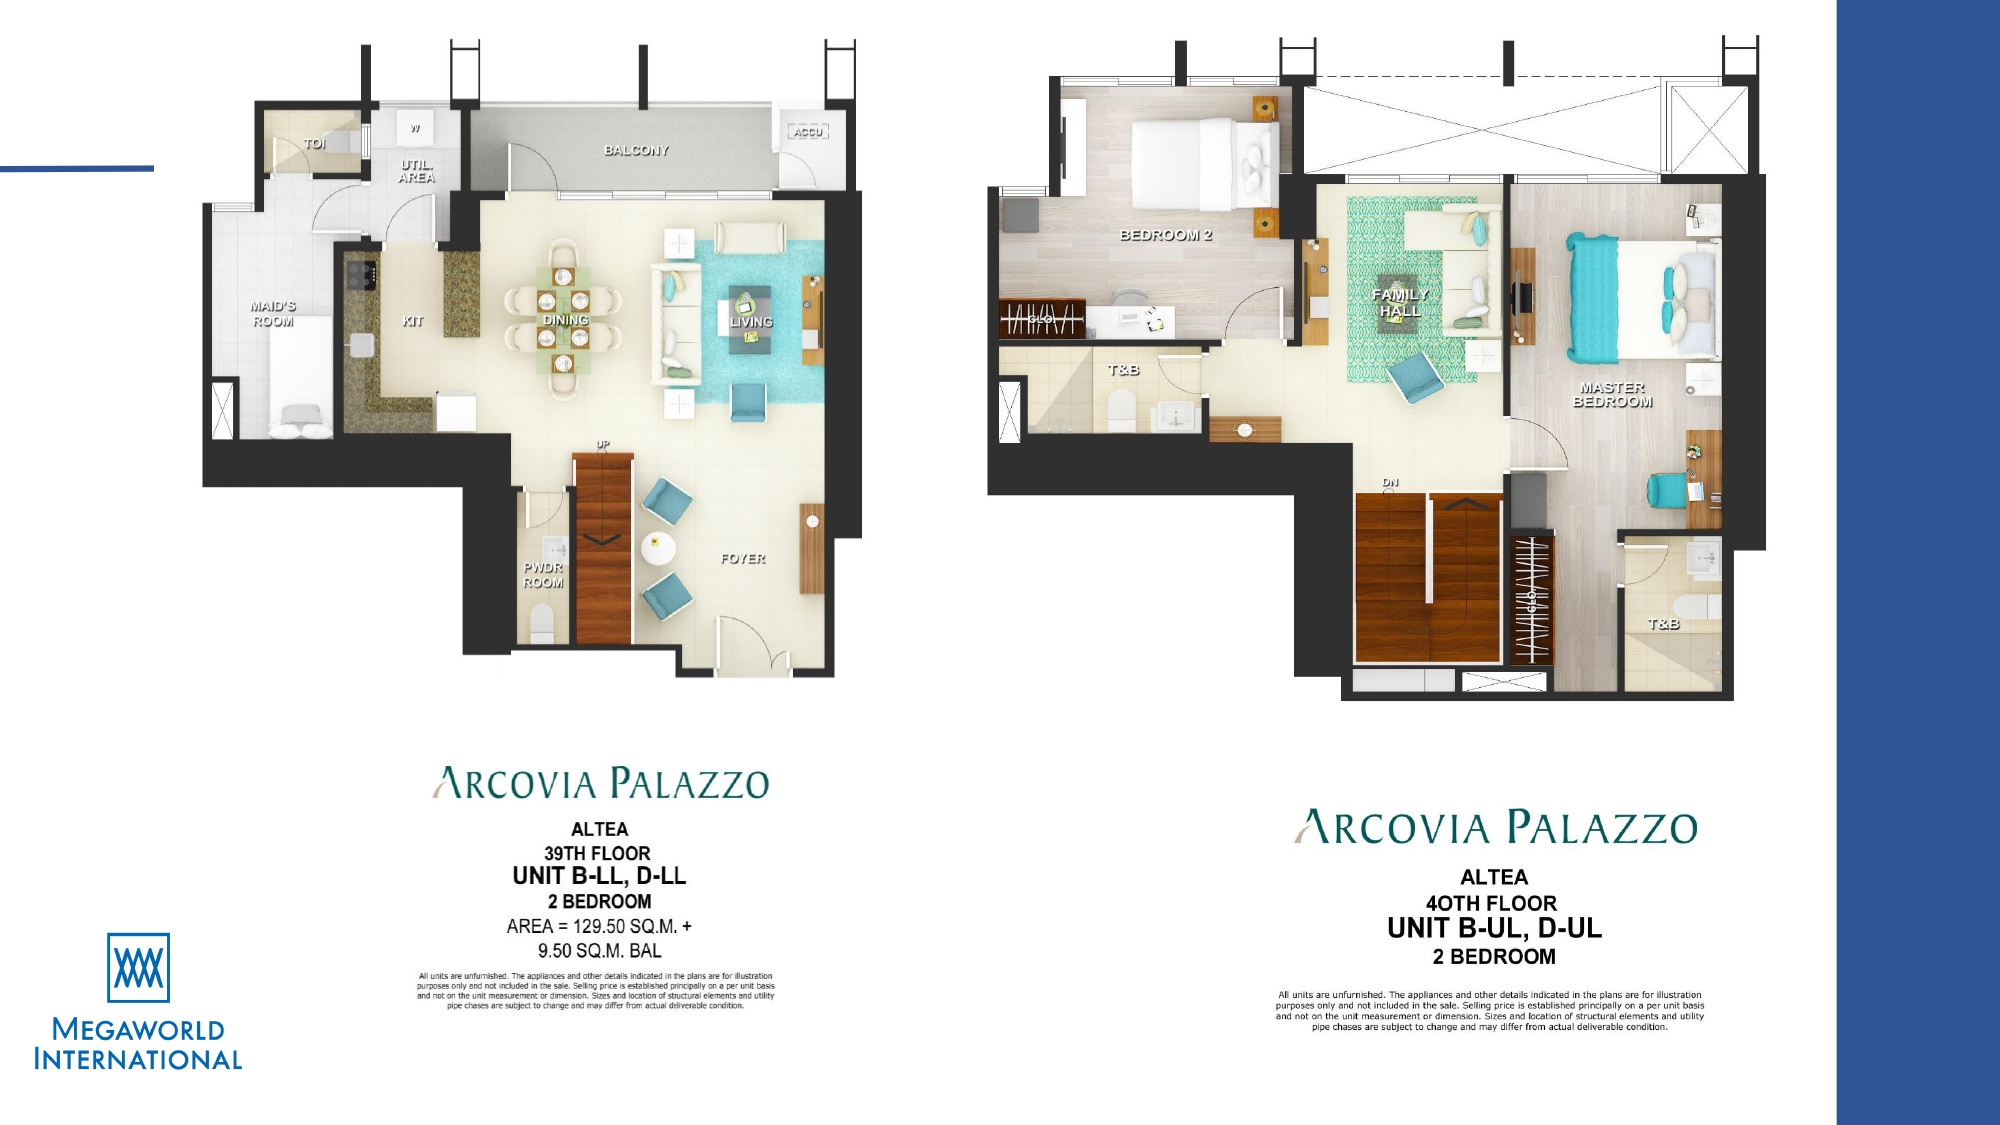 TOI
W
UTIL.
AREA
BALCONY
ACCU
MAID'S
ROOM
KIT
DINING
LIVING
UP
PWDR
ROOM
FOYER
ARCOVIA PALAZZO
ALTEA
39TH FLOOR
UNIT B-LL, D-LL
2 BEDROOM
AREA = 129.50 SQ.M. +
9.50 SQ.M. BAL
All units are unfurnished. The appliances and other details indicated in the plans are for illustration
purposes only and not included in the sale. Selling price is established principally on a per unit basis
and not on the unit measurement or dimension. Sizes and location of structural elements and utility
pipe chases are subject to change and may differ from actual deliverable condition.
BEDROOM 2
CLO.
T&B
FAMILY
HALL
MASTER
BEDROOM
DN
CLO.
T&B
ARCOVIA PALAZZO
ALTEA
4OTH FLOOR
UNIT B-UL, D-UL
2 BEDROOM
All units are unfurnished. The appliances and other details indicated in the plans are for illustration
purposes only and not included in the sale. Selling price is established principally on a per unit basis
and not on the unit measurement or dimension. Sizes and location of structural elements and utility
pipe chases are subject to change and may differ from actual deliverable condition.
MEGAWORLD
INTERNATIONAL